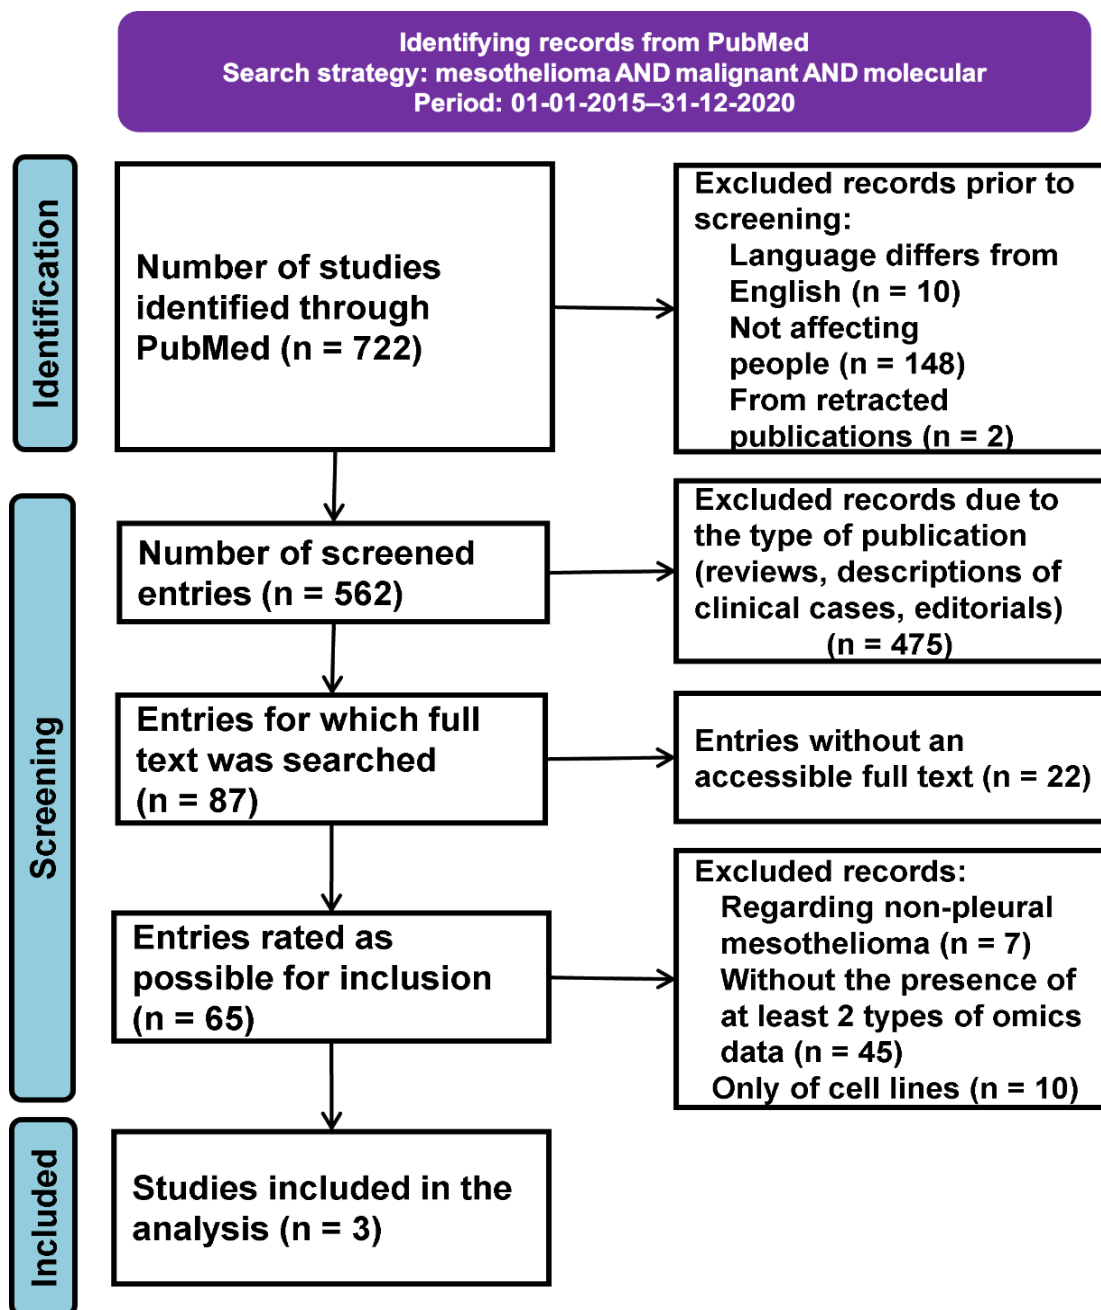 Identifying records from PubMed
Search strategy: mesothelioma AND malignant AND molecular
Period: 01-01-2015–31-12-2020
Identification
Number of studies
identified through
PubMed (n = 722)
Excluded records prior to
screening:
Language differs from
English (n = 10)
Not affecting
people (n = 148)
From retracted
publications (n = 2)
Screening
Number of screened
entries (n = 562)
Excluded records due to
the type of publication
(reviews, descriptions of
clinical cases, editorials)
(n = 475)
Entries for which full
text was searched
(n = 87)
Entries without an
accessible full text (n = 22)
Entries rated as
possible for inclusion
(n = 65)
Excluded records:
Regarding non-pleural
mesothelioma (n = 7)
Without the presence of
at least 2 types of omics
data (n = 45)
Only of cell lines (n = 10)
Included
Studies included in the
analysis (n = 3)